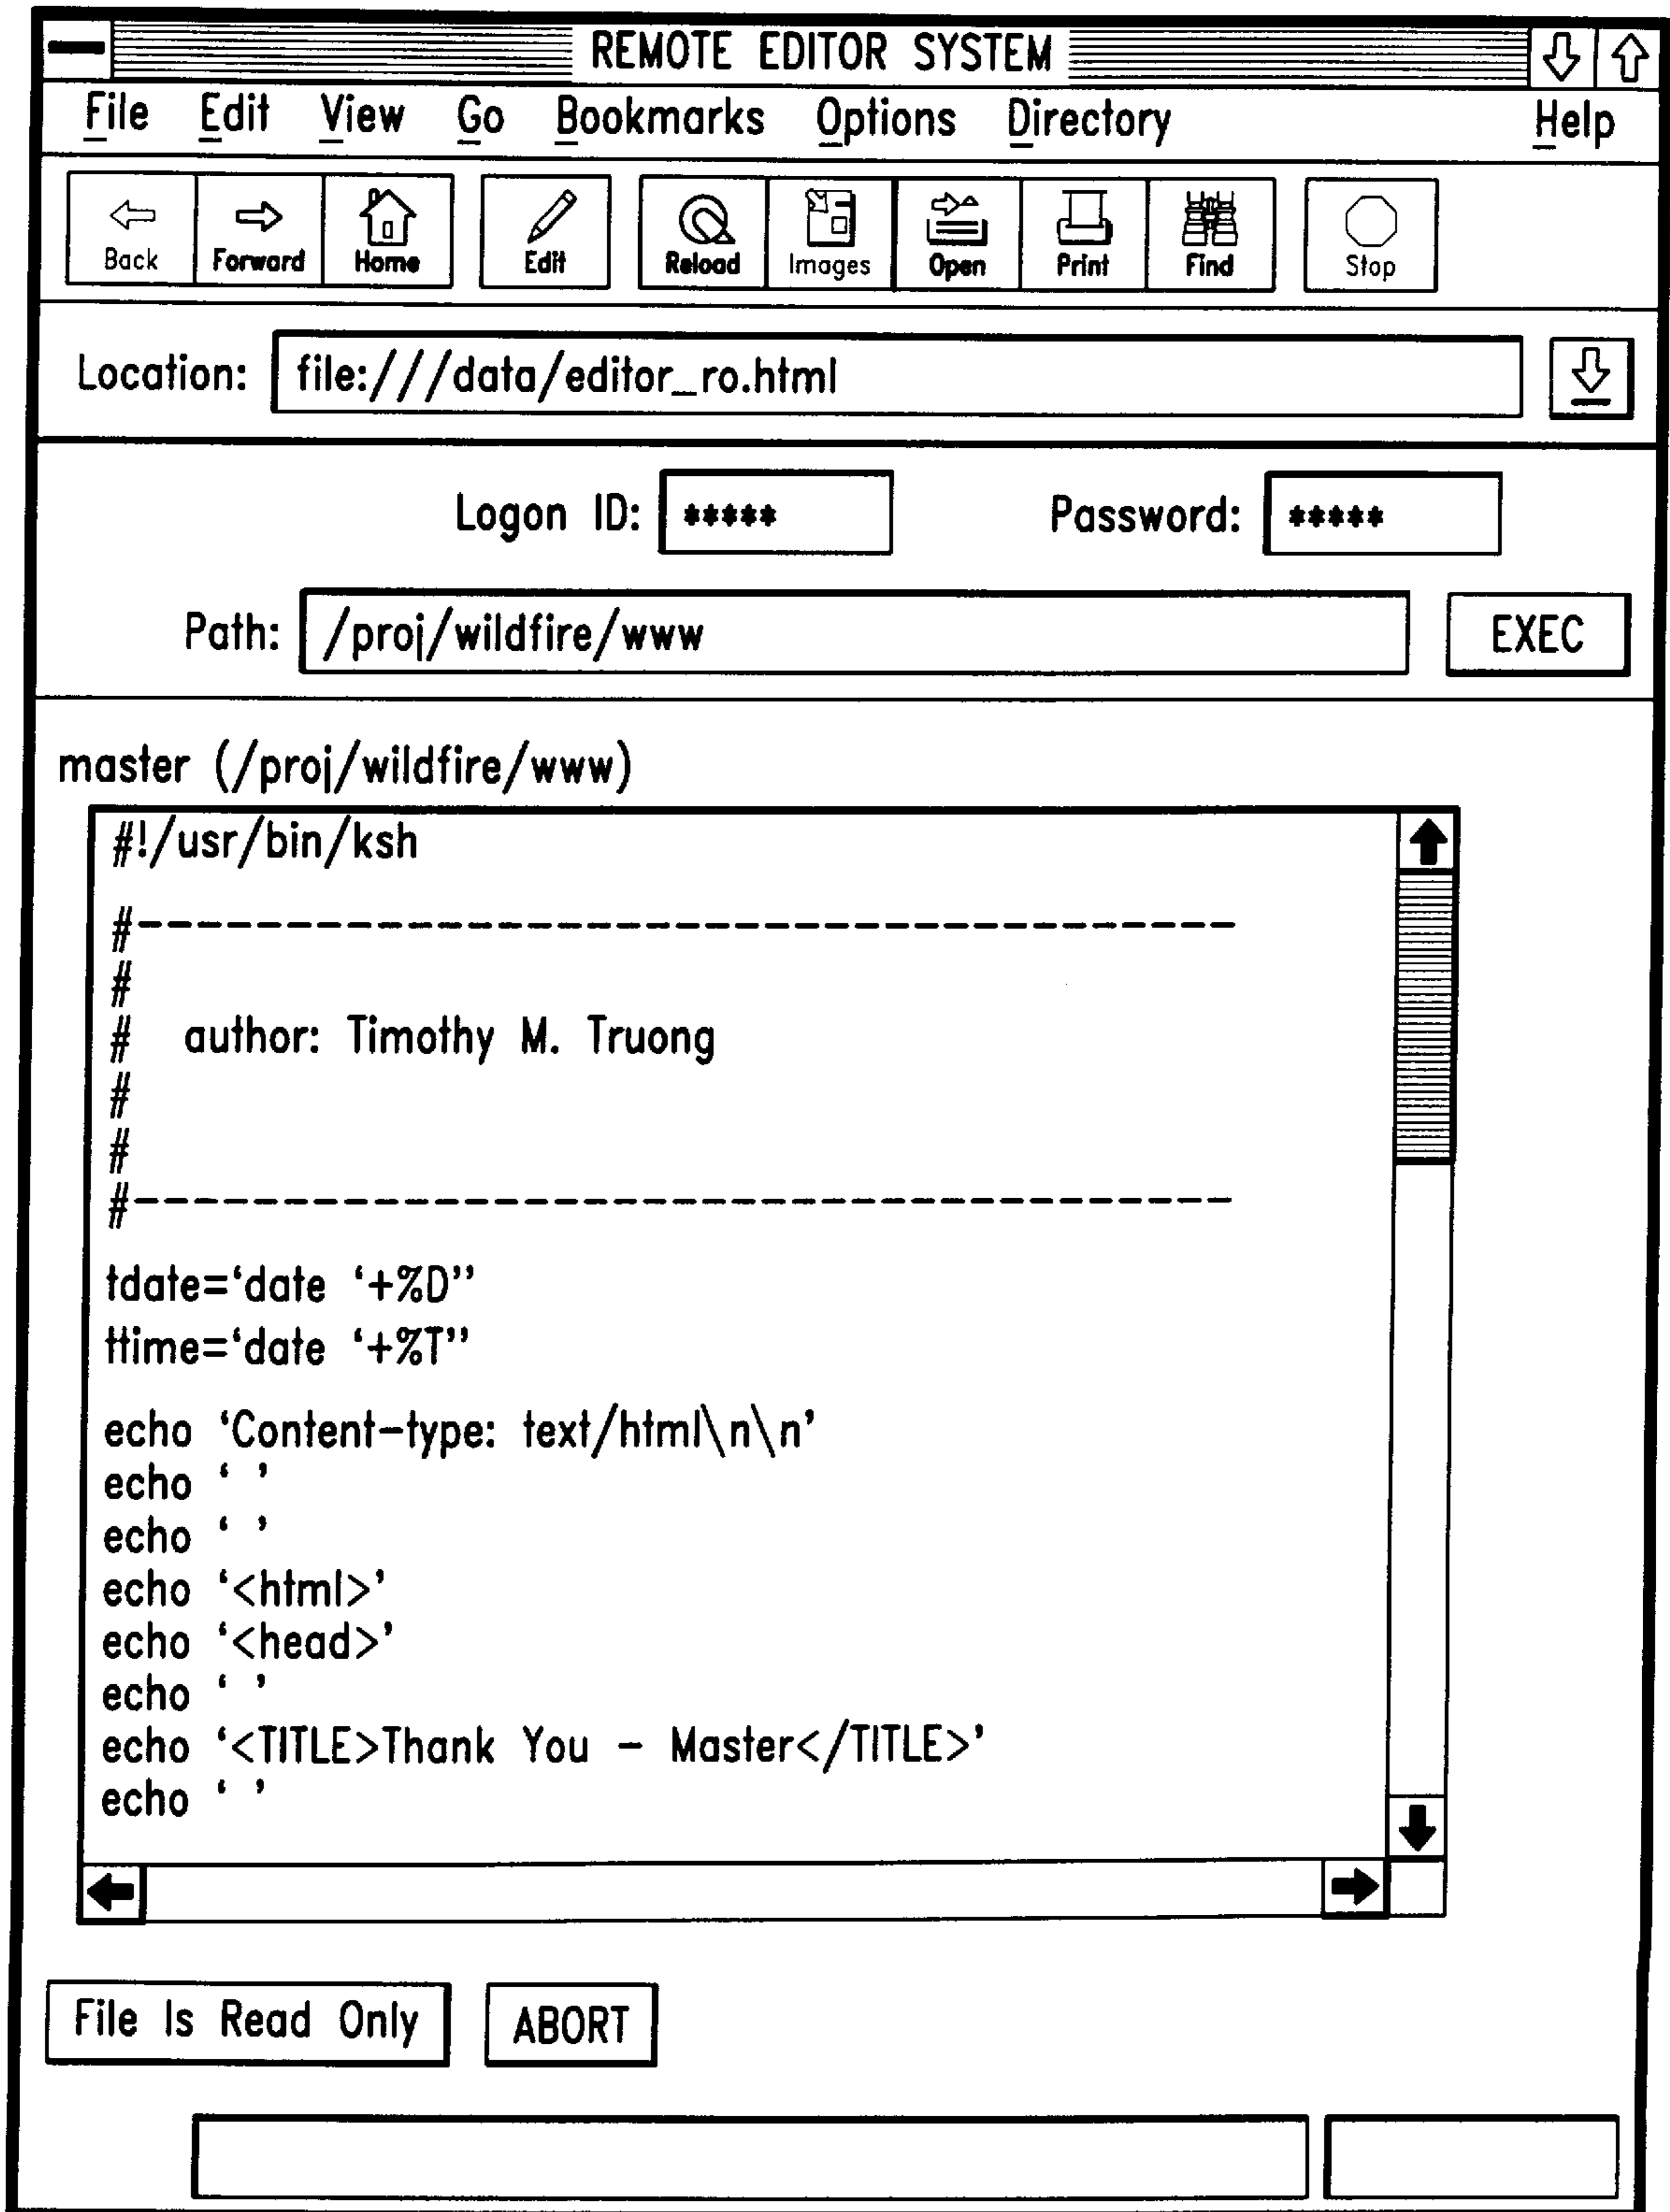 REMOTE EDITOR SYSTEM
File Edit View Go Bookmarks Options Directory Help
Back Forward Home Edit Reload Images Open Print Find Stop
Location: file:///data/editor_ro.html
Logon ID: ***** Password: *****
Path: /proj/wildfire/www EXEC
master (/proj/wildfire/www)
#!/usr/bin/ksh
#--------------------------------------
#
# author: Timothy M. Truong
#
#
#--------------------------------------
tdate=‘date ‘+%D’’
ttime=‘date ‘+%T’’
echo ‘Content-type: text/html\n\n’
echo ‘ ’
echo ‘ ’
echo ‘<html>’
echo ‘<head>’
echo ‘ ’
echo ‘<TITLE>Thank You - Master</TITLE>’
echo ‘ ’
File Is Read Only ABORT